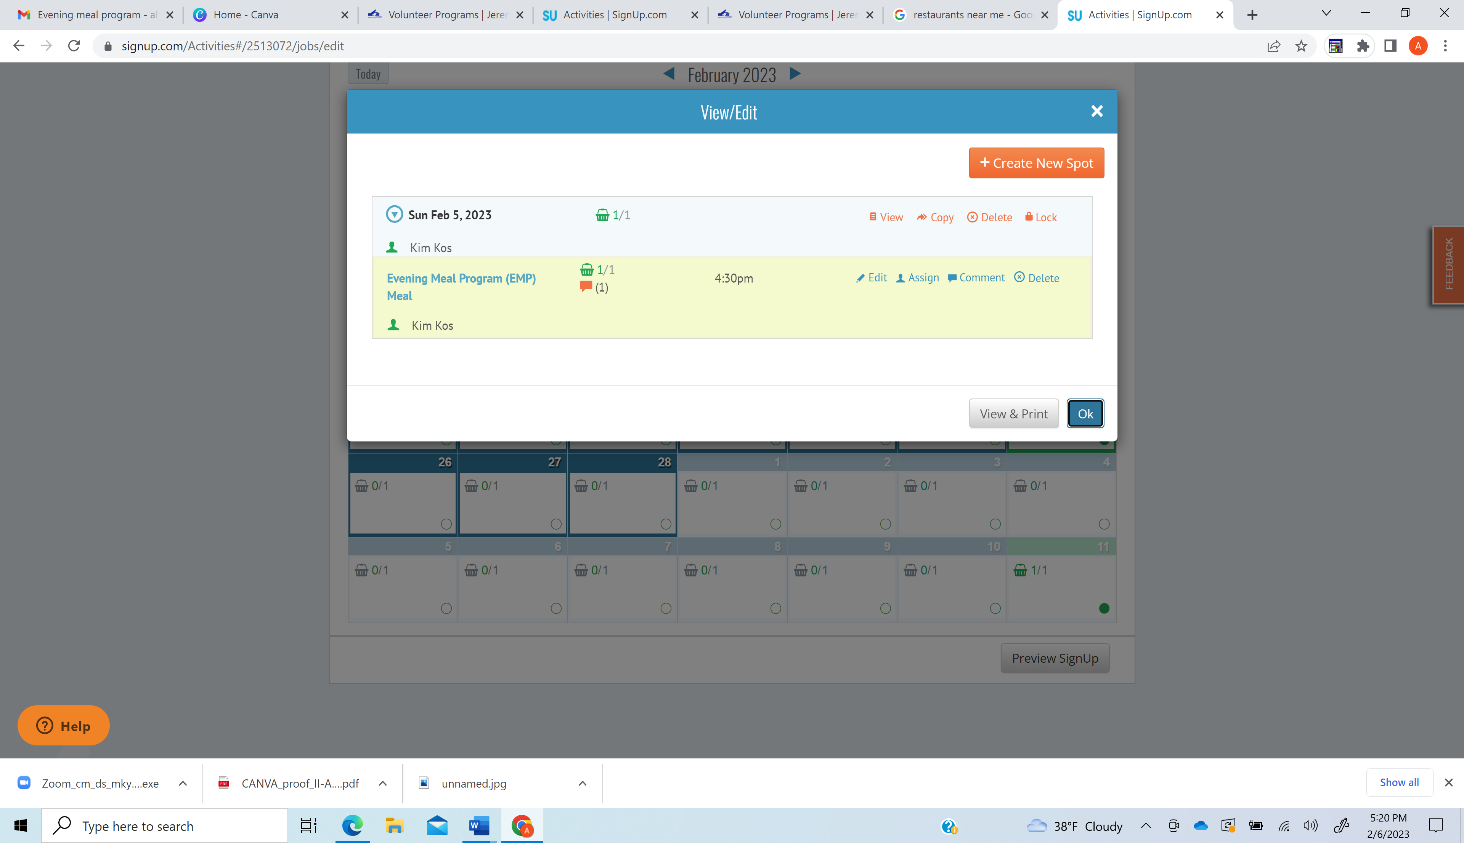 Evening meal program - al
Home - Canva
Volunteer Programs | Jerer
SU Activities | SignUp.com
Volunteer Programs | Jerer
restaurants near me - Goo
SU Activities | SignUp.com
signup.com/Activities#/2513072/jobs/edit
A
Today
February 2023
View/Edit
+ Create New Spot
Sun Feb 5, 2023
1/1
View
Copy
Delete
Lock
Kim Kos
Evening Meal Program (EMP)
Meal
1/1
(1)
4:30pm
Edit
Assign
Comment
Delete
Kim Kos
FEEDBACK
View & Print
Ok
26 27 28 1 2 3 4
0/1 0/1 0/1 0/1 0/1 0/1 0/1
5 6 7 8 9 10 11
0/1 0/1 0/1 0/1 0/1 0/1 1/1
Preview SignUp
? Help
Zoom_cm_ds_mky....exe
CANVA_proof_II-A....pdf
unnamed.jpg
Show all
Type here to search
38°F Cloudy
5:20 PM
2/6/2023